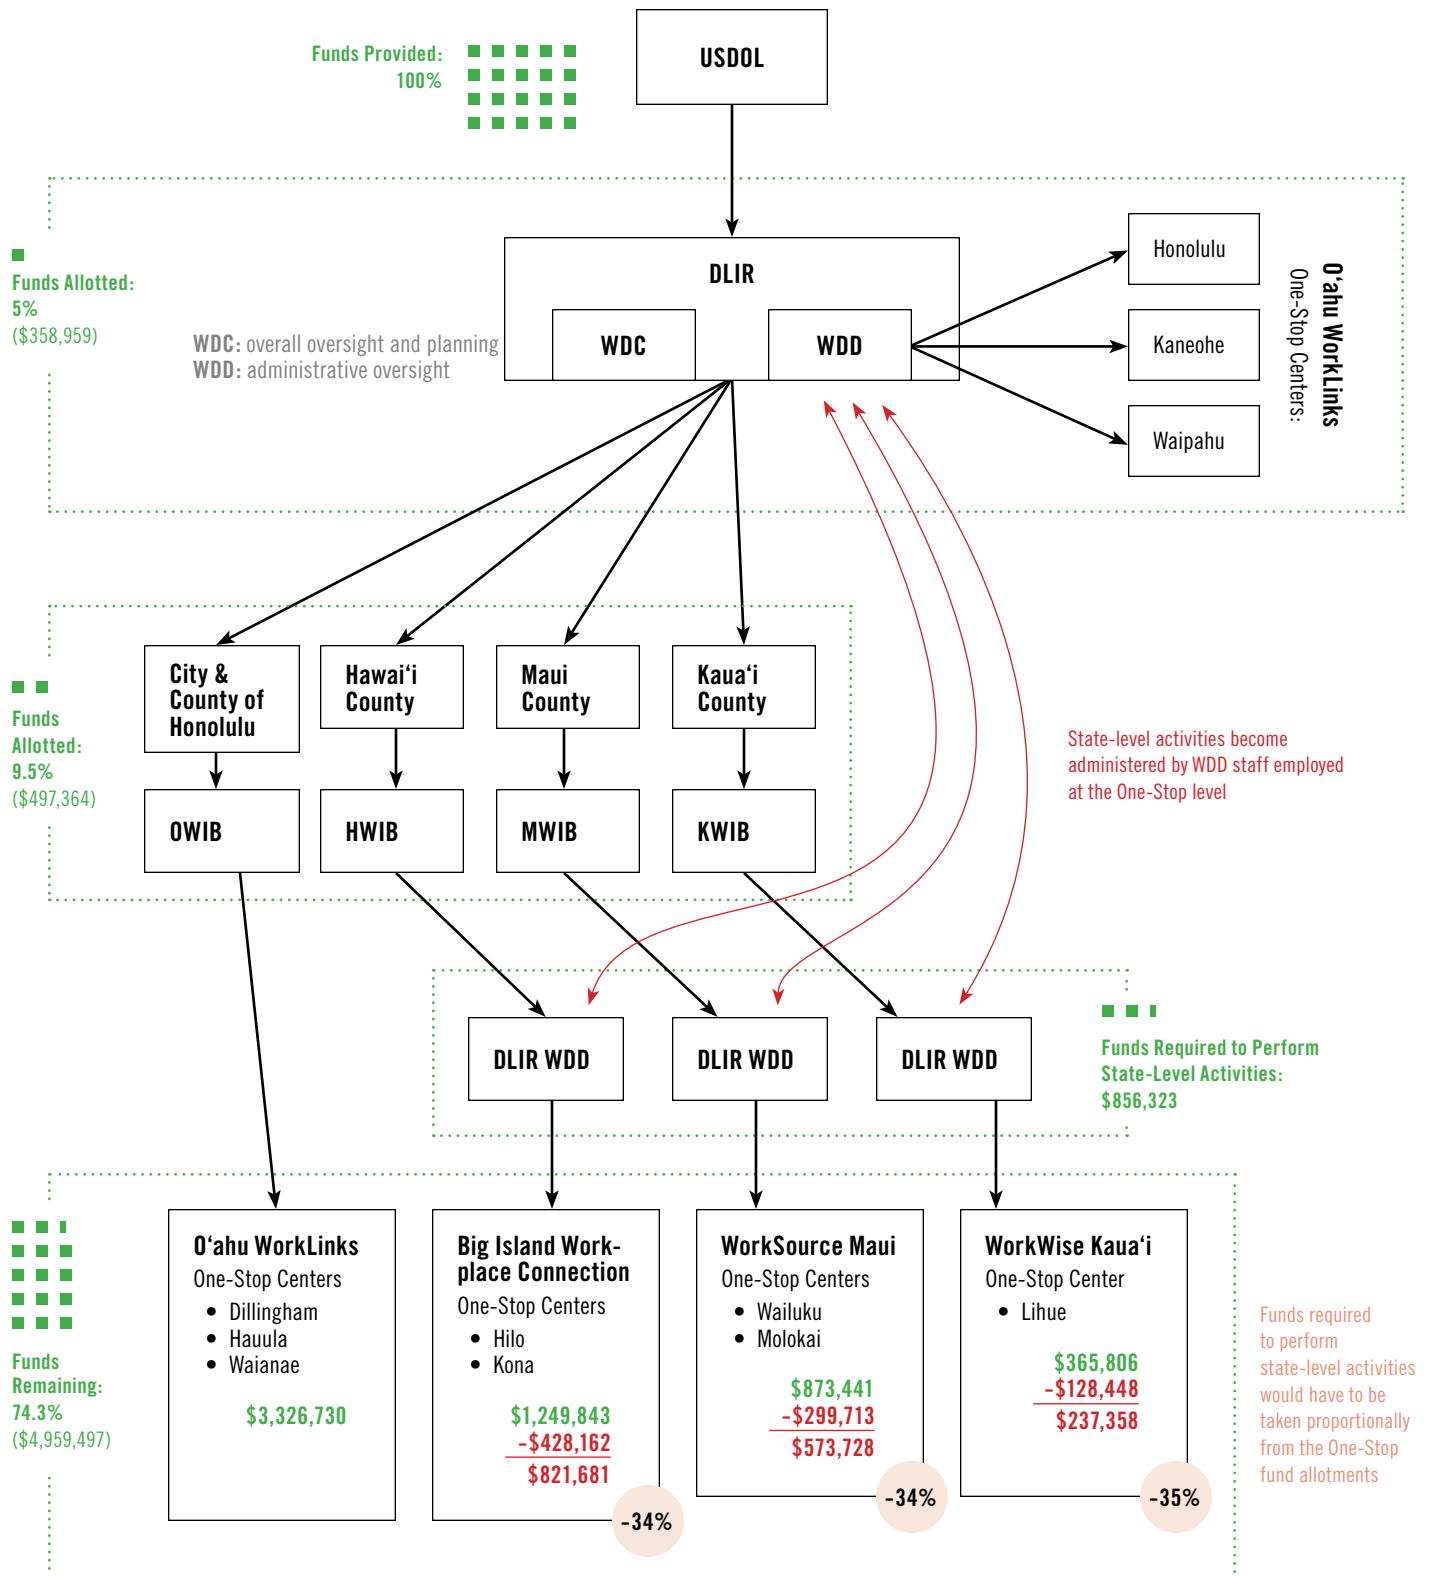 Funds Provided:
100%
USDOL
Funds Allotted:
5%
($358,959)
WDC: overall oversight and planning
WDD: administrative oversight
DLIR
WDC
WDD
Honolulu
Kaneohe
Waipahu
Oʻahu WorkLinks
One-Stop Centers:
Funds
Allotted:
9.5%
($497,364)
City &
County of
Honolulu
Hawaiʻi
County
Maui
County
Kauaʻi
County
OWIB
HWIB
MWIB
KWIB
State-level activities become
administered by WDD staff employed
at the One-Stop level
DLIR WDD
DLIR WDD
DLIR WDD
Funds Required to Perform
State-Level Activities:
$856,323
Funds
Remaining:
74.3%
($4,959,497)
Oʻahu WorkLinks
One-Stop Centers
• Dillingham
• Hauula
• Waianae
$3,326,730
Big Island Work-
place Connection
One-Stop Centers
• Hilo
• Kona
$1,249,843
-$428,162
$821,681
-34%
WorkSource Maui
One-Stop Centers
• Wailuku
• Molokai
$873,441
-$299,713
$573,728
-34%
WorkWise Kauaʻi
One-Stop Center
• Lihue
$365,806
-$128,448
$237,358
-35%
Funds required
to perform
state-level activities
would have to be
taken proportionally
from the One-Stop
fund allotments